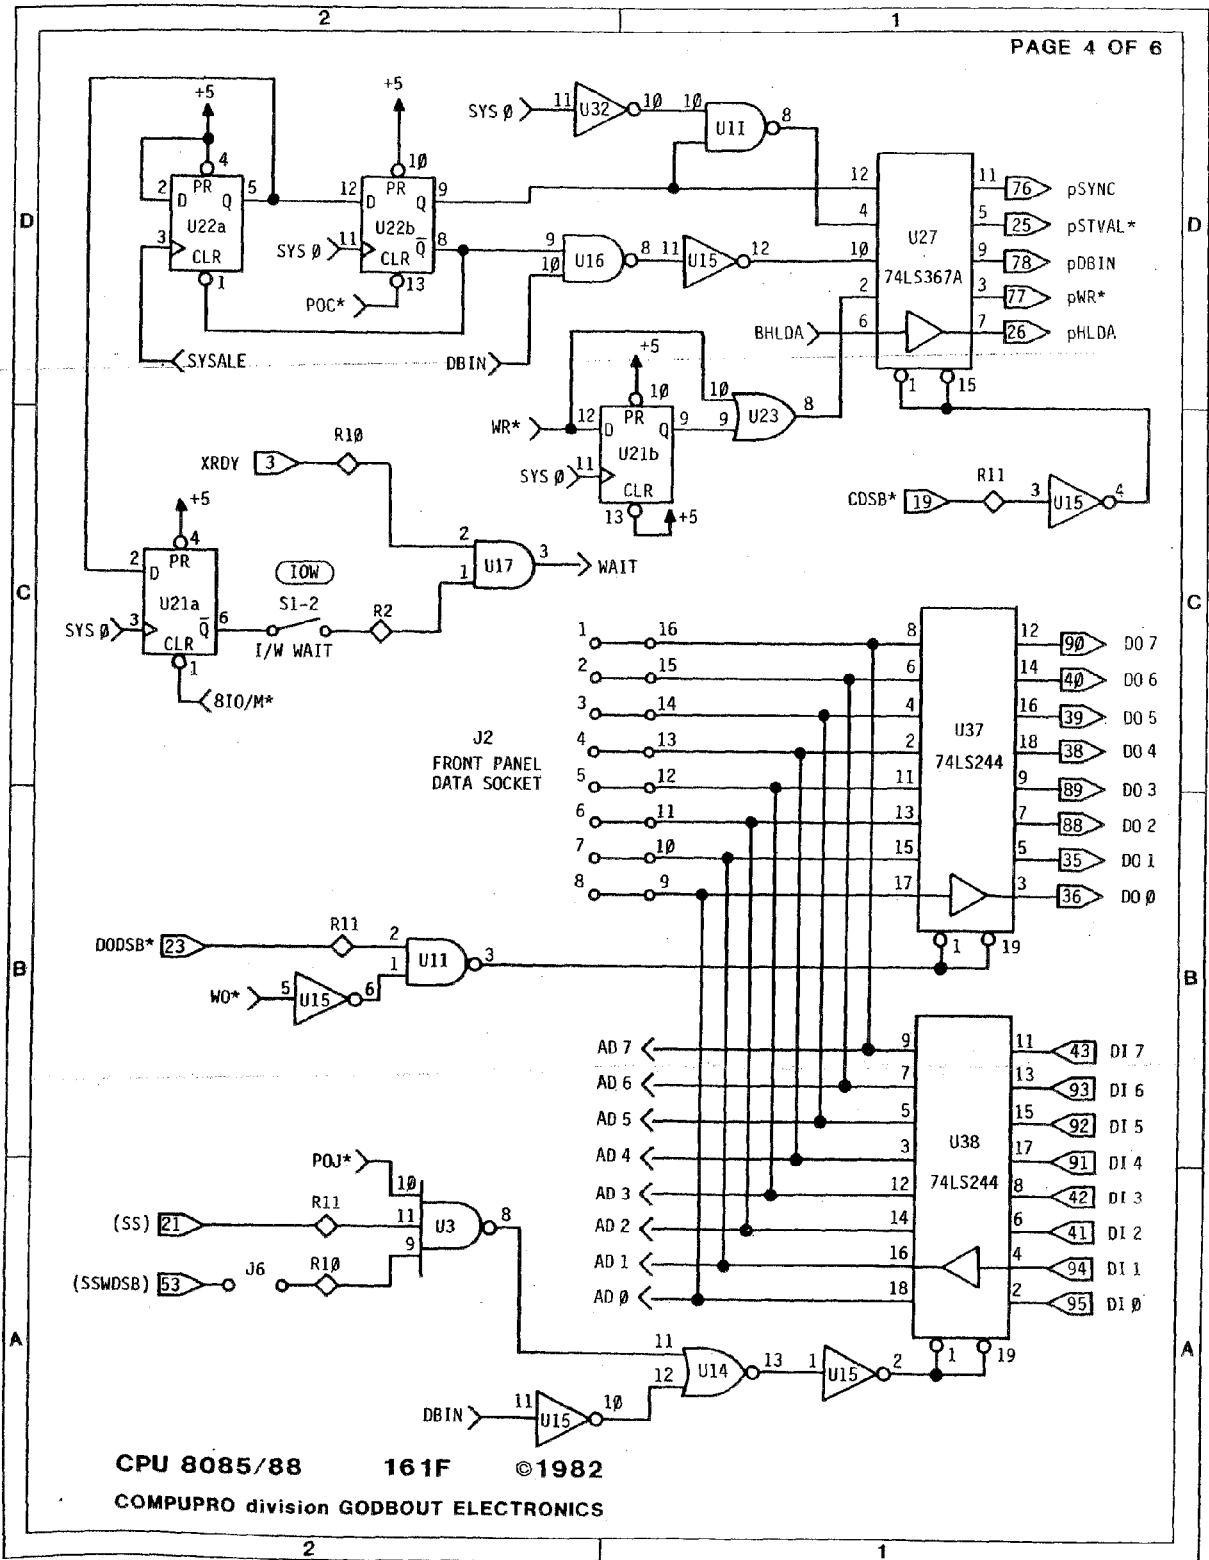 2 1
PAGE 4 OF 6
+5 +5 SYS Ø 11 U32 10 10 U11 8
4 PR 2 D Q 5 U22a 3 CLR 1
10 PR 12 D Q 9 U22b SYS Ø 11 CLR Q 8 13 POC*
9 10 U16 8 11 U15 12
SYSALE
DBIN
12 4 10 2 6 U27 74LS367A 1 15
11 76 pSYNC
5 25 pSTVAL*
9 78 pDBIN
3 77 pWR*
7 26 pHLDA
BHLDA
D D
+5 10 PR WR* 12 D Q 9 U21b SYS Ø 11 CLR 13 +5
10 9 U23 8
XRDY 3 R1Ø
CDSB* 19 R11 3 U15 4
+5 4 PR 2 D U21a SYS Ø 3 CLR Q 6 1
8IO/M*
IOW
S1-2
I/W WAIT
R2
2 1 U17 3 WAIT
C C
J2
FRONT PANEL
DATA SOCKET
1 16 8 12 90 DO 7
2 15 6 14 4Ø DO 6
3 14 4 16 39 DO 5
U37
4 13 2 18 38 DO 4
74LS244
5 12 11 9 89 DO 3
6 11 13 7 88 DO 2
7 1Ø 15 5 35 DO 1
8 9 17 3 36 DO Ø
1 19
DODSB* 23 R11 2 1 U11 3
WO* 5 U15 6
B B
AD 7 9 11 43 DI 7
AD 6 7 13 93 DI 6
AD 5 5 15 92 DI 5
U38
AD 4 3 17 91 DI 4
74LS244
AD 3 12 8 42 DI 3
AD 2 14 6 41 DI 2
AD 1 16 4 94 DI 1
AD Ø 18 2 95 DI Ø
1 19
POJ* 1Ø
(SS) 21 R11 11 U3 8
(SSWDSB) 53 J6 R1Ø 9
A A
11 12 U14 13 1 U15 2
DBIN 11 U15 1Ø
CPU 8085/88 161F ©1982
COMPUPRO division GODBOUT ELECTRONICS
2 1